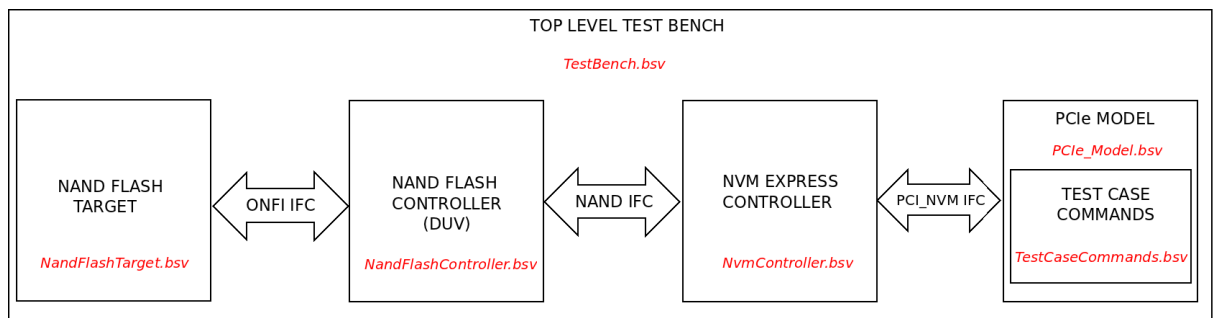 TOP LEVEL TEST BENCH
TestBench.bsv
NAND FLASH
TARGET
NandFlashTarget.bsv
ONFI IFC
NAND FLASH
CONTROLLER
(DUV)
NandFlashController.bsv
NAND IFC
NVM EXPRESS
CONTROLLER
NvmController.bsv
PCI_NVM IFC
PCIe MODEL
PCIe_Model.bsv
TEST CASE
COMMANDS
TestCaseCommands.bsv